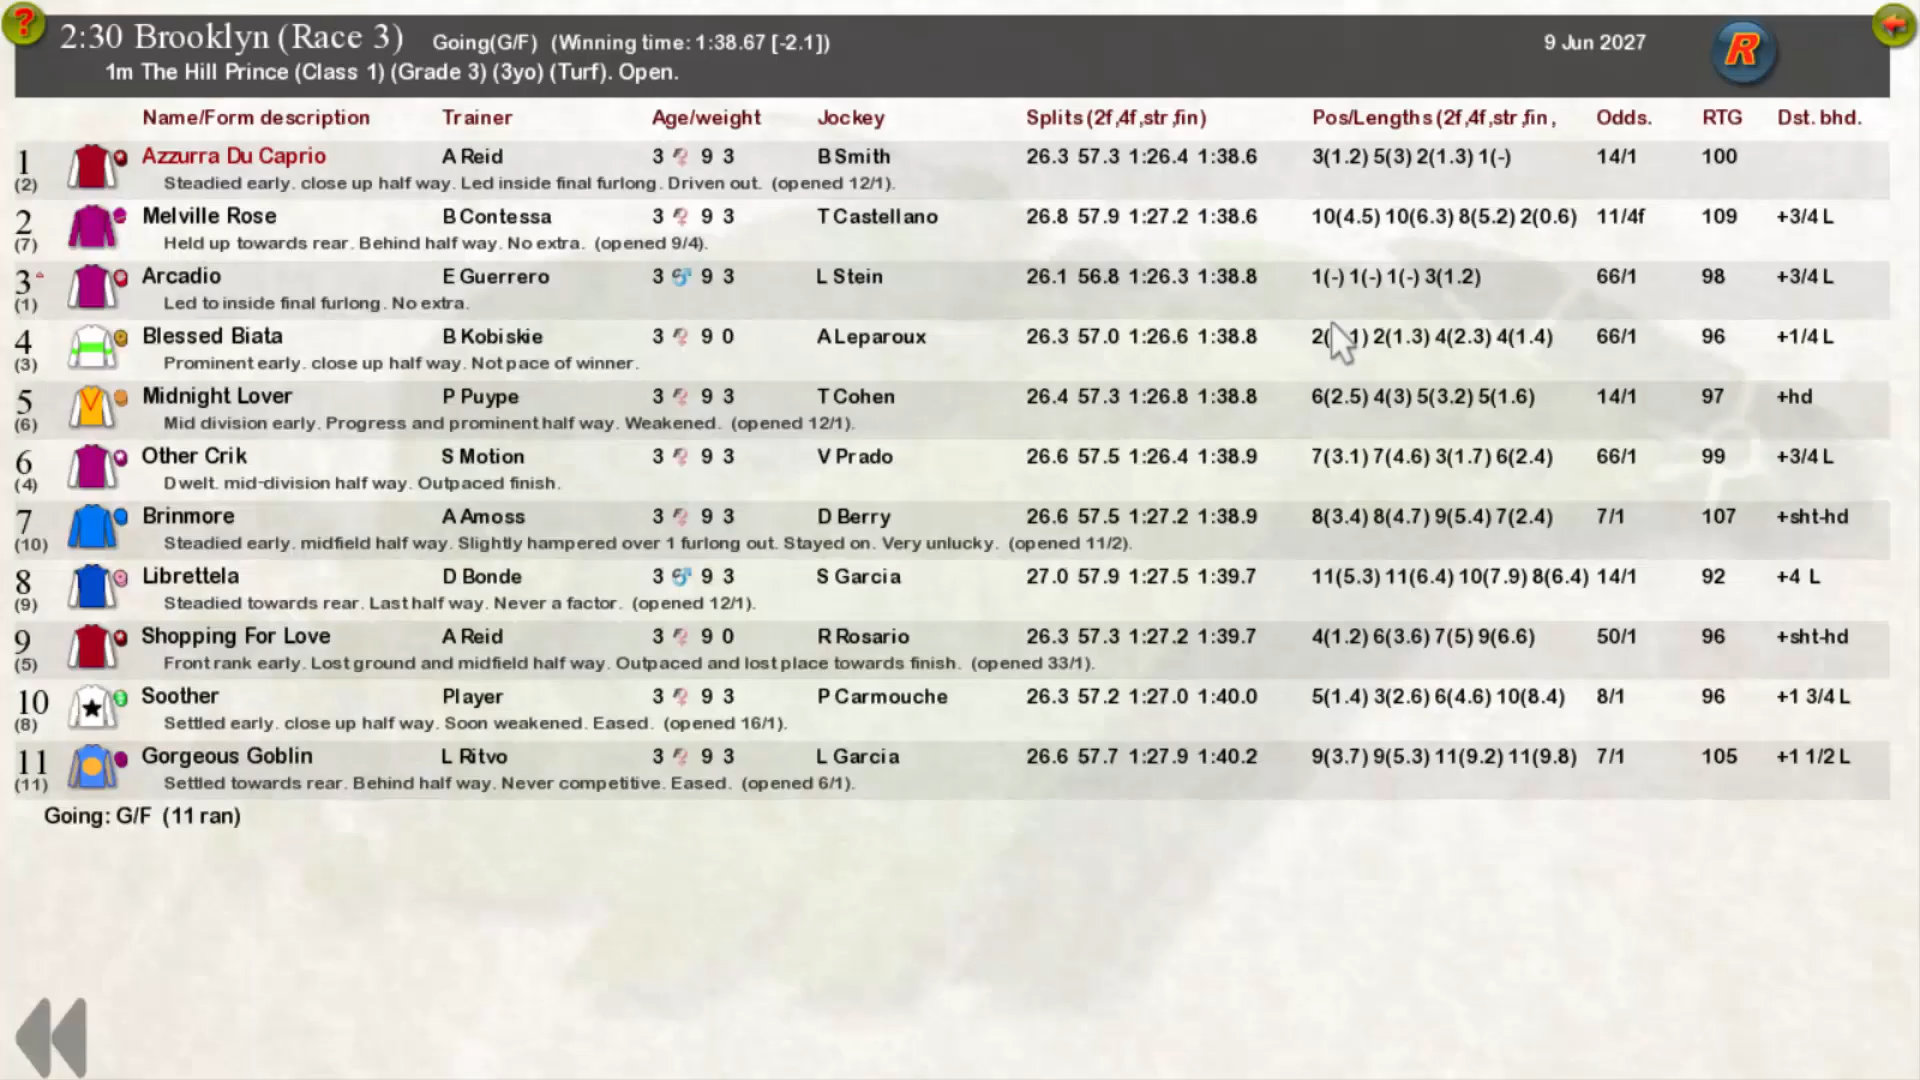 ?
2:30 Brooklyn (Race 3) Going(G/F) (Winning time: 1:38.67 [-2.1]) 9 Jun 2027 R
1m The Hill Prince (Class 1) (Grade 3) (3yo) (Turf). Open.
Name/Form description Trainer Age/weight Jockey Splits (2f,4f,str,fin) Pos/Lengths (2f,4f,str,fin, Odds. RTG Dst. bhd.
1 Azzurra Du Caprio A Reid 3 9 3 B Smith 26.3 57.3 1:26.4 1:38.6 3(1.2) 5(3) 2(1.3) 1(-) 14/1 100
(2) Steadied early. close up half way. Led inside final furlong. Driven out. (opened 12/1).
2 Melville Rose B Contessa 3 9 3 T Castellano 26.8 57.9 1:27.2 1:38.6 10(4.5) 10(6.3) 8(5.2) 2(0.6) 11/4f 109 +3/4 L
(7) Held up towards rear. Behind half way. No extra. (opened 9/4).
3 Arcadio E Guerrero 3 9 3 L Stein 26.1 56.8 1:26.3 1:38.8 1(-) 1(-) 1(-) 3(1.2) 66/1 98 +3/4 L
(1) Led to inside final furlong. No extra.
4 Blessed Biata B Kobiskie 3 9 0 A Leparoux 26.3 57.0 1:26.6 1:38.8 2( 1) 2(1.3) 4(2.3) 4(1.4) 66/1 96 +1/4 L
(3) Prominent early. close up half way. Not pace of winner.
5 Midnight Lover P Puype 3 9 3 T Cohen 26.4 57.3 1:26.8 1:38.8 6(2.5) 4(3) 5(3.2) 5(1.6) 14/1 97 +hd
(6) Mid division early. Progress and prominent half way. Weakened. (opened 12/1).
6 Other Crik S Motion 3 9 3 V Prado 26.6 57.5 1:26.4 1:38.9 7(3.1) 7(4.6) 3(1.7) 6(2.4) 66/1 99 +3/4 L
(4) Dwelt. mid-division half way. Outpaced finish.
7 Brinmore A Amoss 3 9 3 D Berry 26.6 57.5 1:27.2 1:38.9 8(3.4) 8(4.7) 9(5.4) 7(2.4) 7/1 107 +sht-hd
(10) Steadied early. midfield half way. Slightly hampered over 1 furlong out. Stayed on. Very unlucky. (opened 11/2).
8 Librettela D Bonde 3 9 3 S Garcia 27.0 57.9 1:27.5 1:39.7 11(5.3) 11(6.4) 10(7.9) 8(6.4) 14/1 92 +4 L
(9) Steadied towards rear. Last half way. Never a factor. (opened 12/1).
9 Shopping For Love A Reid 3 9 0 R Rosario 26.3 57.3 1:27.2 1:39.7 4(1.2) 6(3.6) 7(5) 9(6.6) 50/1 96 +sht-hd
(5) Front rank early. Lost ground and midfield half way. Outpaced and lost place towards finish. (opened 33/1).
10 Soother Player 3 9 3 P Carmouche 26.3 57.2 1:27.0 1:40.0 5(1.4) 3(2.6) 6(4.6) 10(8.4) 8/1 96 +1 3/4 L
(8) Settled early. close up half way. Soon weakened. Eased. (opened 16/1).
11 Gorgeous Goblin L Ritvo 3 9 3 L Garcia 26.6 57.7 1:27.9 1:40.2 9(3.7) 9(5.3) 11(9.2) 11(9.8) 7/1 105 +1 1/2 L
(11) Settled towards rear. Behind half way. Never competitive. Eased. (opened 6/1).
Going: G/F (11 ran)